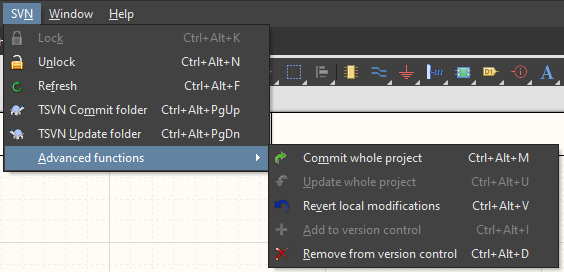 SVN Window Help
Lock Ctrl+Alt+K
Unlock Ctrl+Alt+N
Refresh Ctrl+Alt+F
TSVN Commit folder Ctrl+Alt+PgUp
TSVN Update folder Ctrl+Alt+PgDn
Advanced functions
Commit whole project Ctrl+Alt+M
Update whole project Ctrl+Alt+U
Revert local modifications Ctrl+Alt+V
Add to version control Ctrl+Alt+I
Remove from version control Ctrl+Alt+D
D1
A